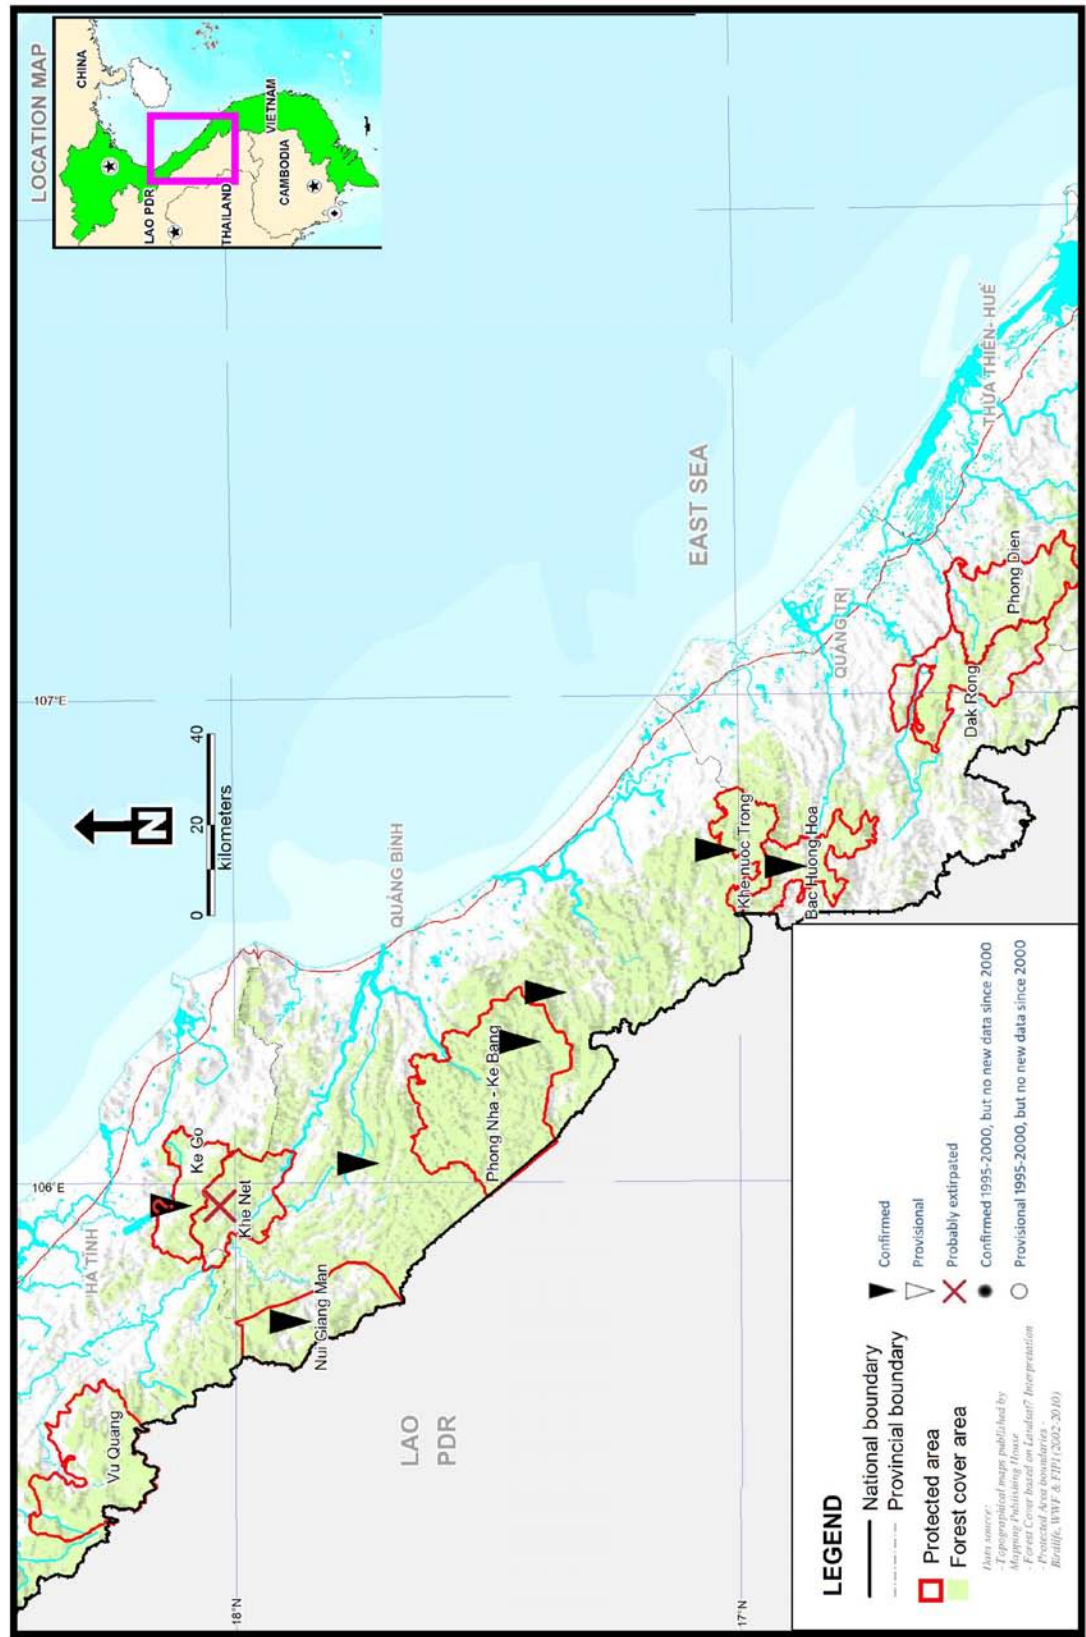 LOCATION MAP
CHINA
LAO PDR
THAILAND
VIETNAM
CAMBODIA
107°E
106°E
18°N
17°N
N
0 20 40
kilometers
EAST SEA
HÀ TĨNH
QUẢNG BÌNH
QUẢNG TRỊ
THỪA THIÊN- HUẾ
LAO
PDR
Vu Quang
Ke Go
?
Khe Net
Nui Giang Man
Phong Nha - Ke Bang
Khe nuoc Trong
Bac Huong Hoa
Dak Rong
Phong Dien
LEGEND
National boundary
Provincial boundary
Protected area
Forest cover area
Confirmed
Provisional
Probably extirpated
Confirmed 1995-2000, but no new data since 2000
Provisional 1995-2000, but no new data since 2000
Data source:
- Topographical maps published by
Mapping Publishing House
- Forest Cover based on Landsat7 Interpretation
- Protected Area boundaries -
Birdlife, WWF & FIPI (2002-2010)